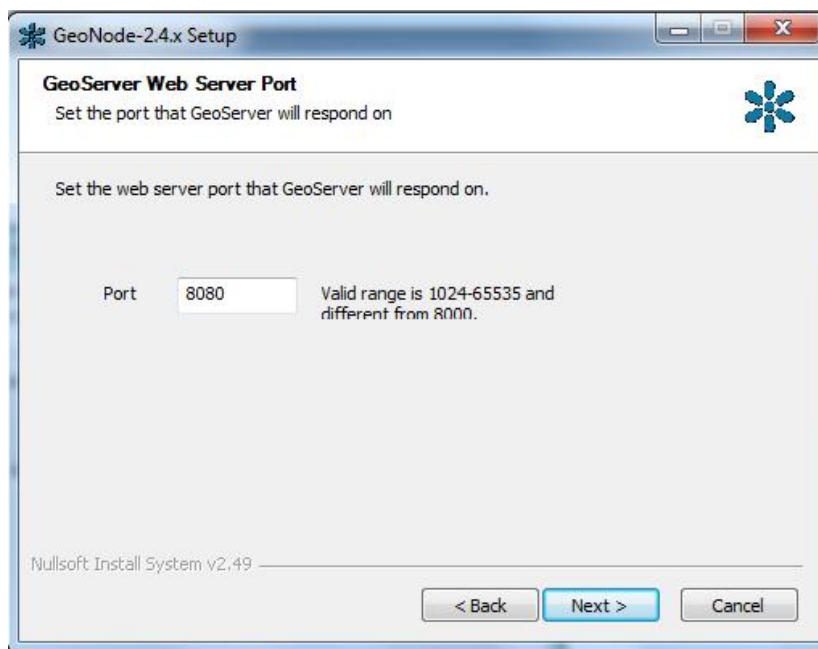 GeoNode-2.4.x Setup
GeoServer Web Server Port
Set the port that GeoServer will respond on
Set the web server port that GeoServer will respond on.
Port 8080 Valid range is 1024-65535 and
different from 8000.
Nullsoft Install System v2.49
< Back Next > Cancel